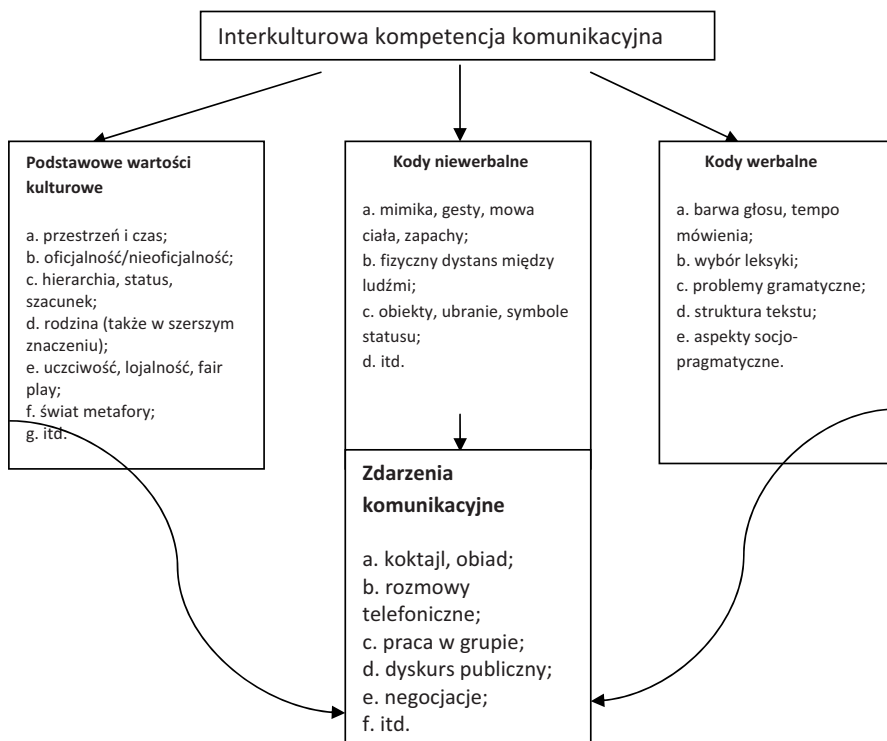 Interkulturowa kompetencja komunikacyjna
Podstawowe wartości
kulturowe
a. przestrzeń i czas;
b. oficjalność/nieoficjalność;
c. hierarchia, status,
szacunek;
d. rodzina (także w szerszym
znaczeniu);
e. uczciwość, lojalność, fair
play;
f. świat metafory;
g. itd.
Kody niewerbalne
a. mimika, gesty, mowa
ciała, zapachy;
b. fizyczny dystans między
ludźmi;
c. obiekty, ubranie, symbole
statusu;
d. itd.
Kody werbalne
a. barwa głosu, tempo
mówienia;
b. wybór leksyki;
c. problemy gramatyczne;
d. struktura tekstu;
e. aspekty socjo-
pragmatyczne.
Zdarzenia
komunikacyjne
a. koktajl, obiad;
b. rozmowy
telefoniczne;
c. praca w grupie;
d. dyskurs publiczny;
e. negocjacje;
f. itd.